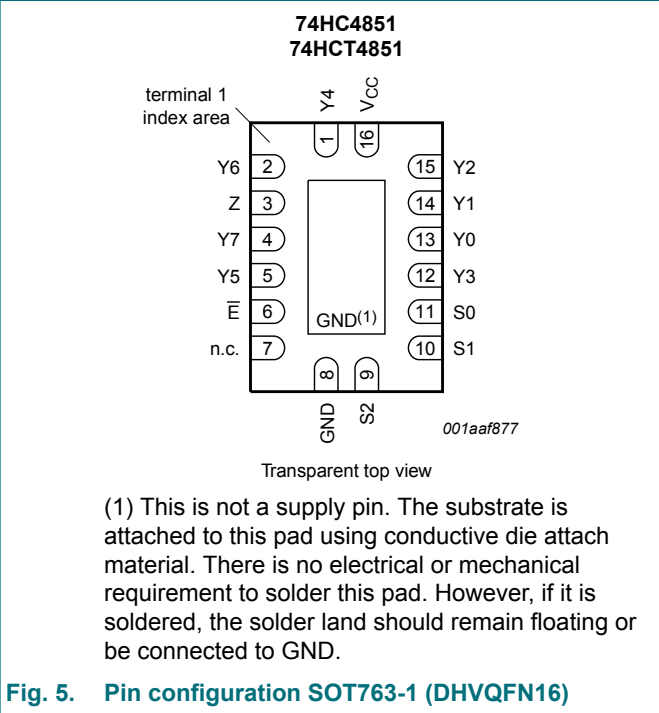 74HC4851
74HCT4851
terminal 1
index area
Y4
VCC
1
16
Y6 2
15 Y2
Z 3
14 Y1
Y7 4
13 Y0
Y5 5
12 Y3
E̅ 6
11 S0
GND(1)
n.c. 7
10 S1
8
9
GND
S2
001aaf877
Transparent top view
(1) This is not a supply pin. The substrate is
attached to this pad using conductive die attach
material. There is no electrical or mechanical
requirement to solder this pad. However, if it is
soldered, the solder land should remain floating or
be connected to GND.
Fig. 5. Pin configuration SOT763-1 (DHVQFN16)